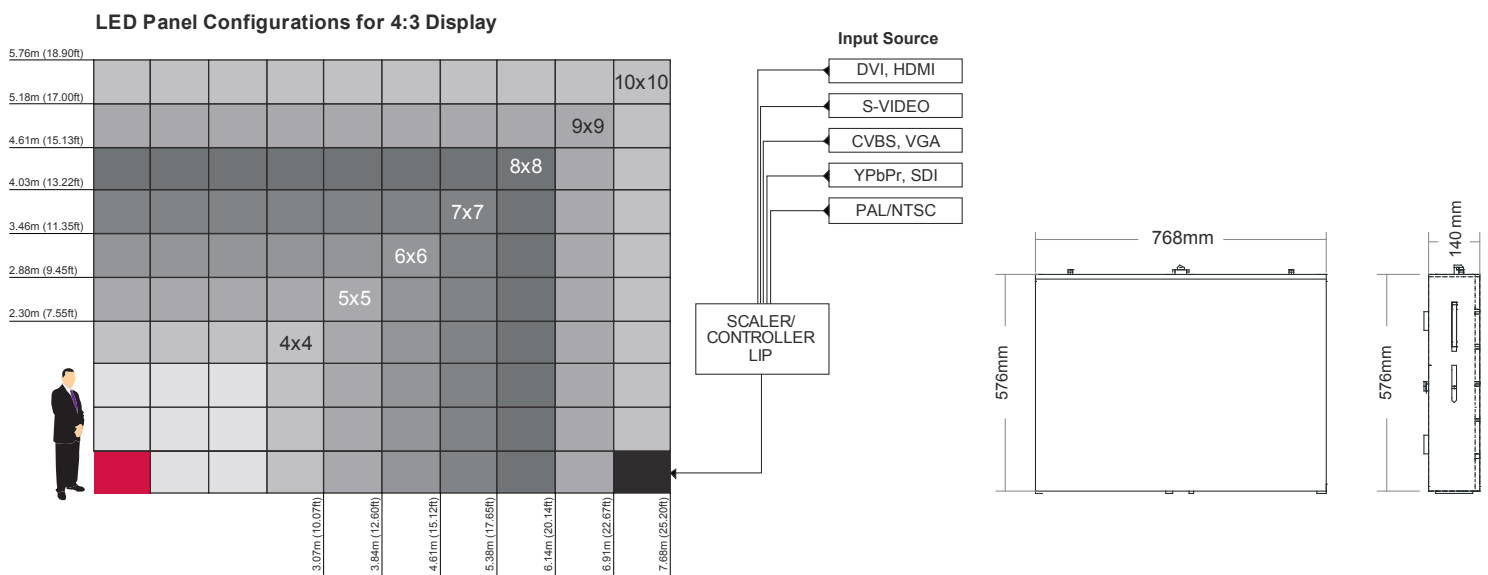 LED Panel Configurations for 4:3 Display
5.76m (18.90ft)
5.18m (17.00ft)
4.61m (15.13ft)
4.03m (13.22ft)
3.46m (11.35ft)
2.88m (9.45ft)
2.30m (7.55ft)
10x10
9x9
8x8
7x7
6x6
5x5
4x4
3.07m (10.07ft)
3.84m (12.60ft)
4.61m (15.12ft)
5.38m (17.65ft)
6.14m (20.14ft)
6.91m (22.67ft)
7.68m (25.20ft)
Input Source
DVI, HDMI
S-VIDEO
CVBS, VGA
YPbPr, SDI
PAL/NTSC
SCALER/
CONTROLLER
LIP
768mm
576mm
140 mm
576mm